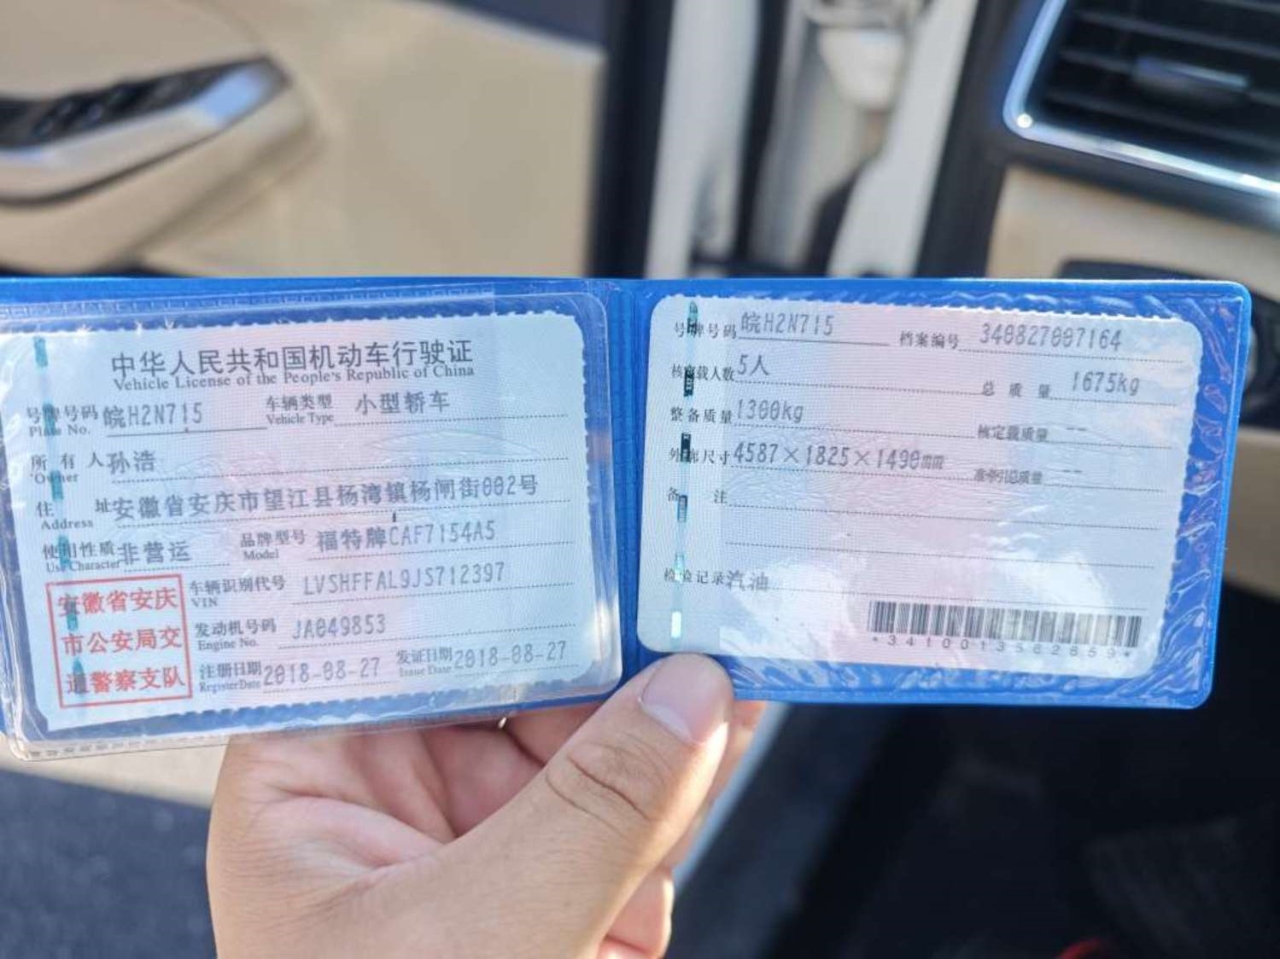 中华人民共和国机动车行驶证
Vehicle License of the People's Republic of China
号牌号码 皖H2N715 车辆类型 小型轿车
Plate No. Vehicle Type
所有人 孙浩
Owner
住址 安徽省安庆市望江县杨湾镇杨闸街002号
Address
使用性质 非营运 品牌型号 福特牌CAF7154A5
Use Character Model
安徽省安庆
市公安局交
通警察支队
车辆识别代号 LVSHFFAL9JS712397
VIN
发动机号码 JA049853
Engine No.
注册日期 2018-08-27 发证日期 2018-08-27
Register Date Issue Date
号牌号码 皖H2N715 档案编号 340827007164
核定载人数 5人 总质量 1675kg
整备质量 1300kg 核定载质量 --
外廓尺寸 4587×1825×1490mm 准牵引总质量 --
备注
检验记录 汽油
*3410013582659*